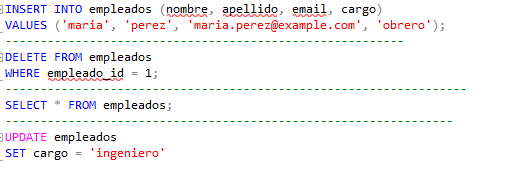 INSERT INTO empleados (nombre, apellido, email, cargo)
VALUES ('maria', 'perez', 'maria.perez@example.com', 'obrero');
-------------------------------------------------------
DELETE FROM empleados
WHERE empleado_id = 1;
----------------------------------------------------------------
SELECT * FROM empleados;
--------------------------------------------------------------
UPDATE empleados
SET cargo = 'ingeniero'